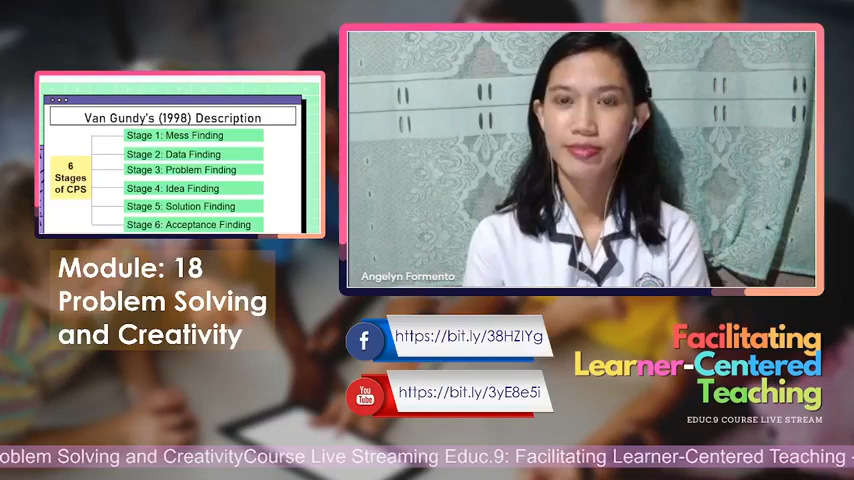 Van Gundy's (1998) Description
6
Stages
of CPS
Stage 1: Mess Finding
Stage 2: Data Finding
Stage 3: Problem Finding
Stage 4: Idea Finding
Stage 5: Solution Finding
Stage 6: Acceptance Finding
Module: 18
Problem Solving
and Creativity
Angelyn Formento
https://bit.ly/38HZlYg
You
Tube
https://bit.ly/3yE8e5i
Facilitating
Learner-Centered
Teaching
EDUC.9 COURSE LIVE STREAM
oblem Solving and CreativityCourse Live Streaming Educ.9: Facilitating Learner-Centered Teaching -